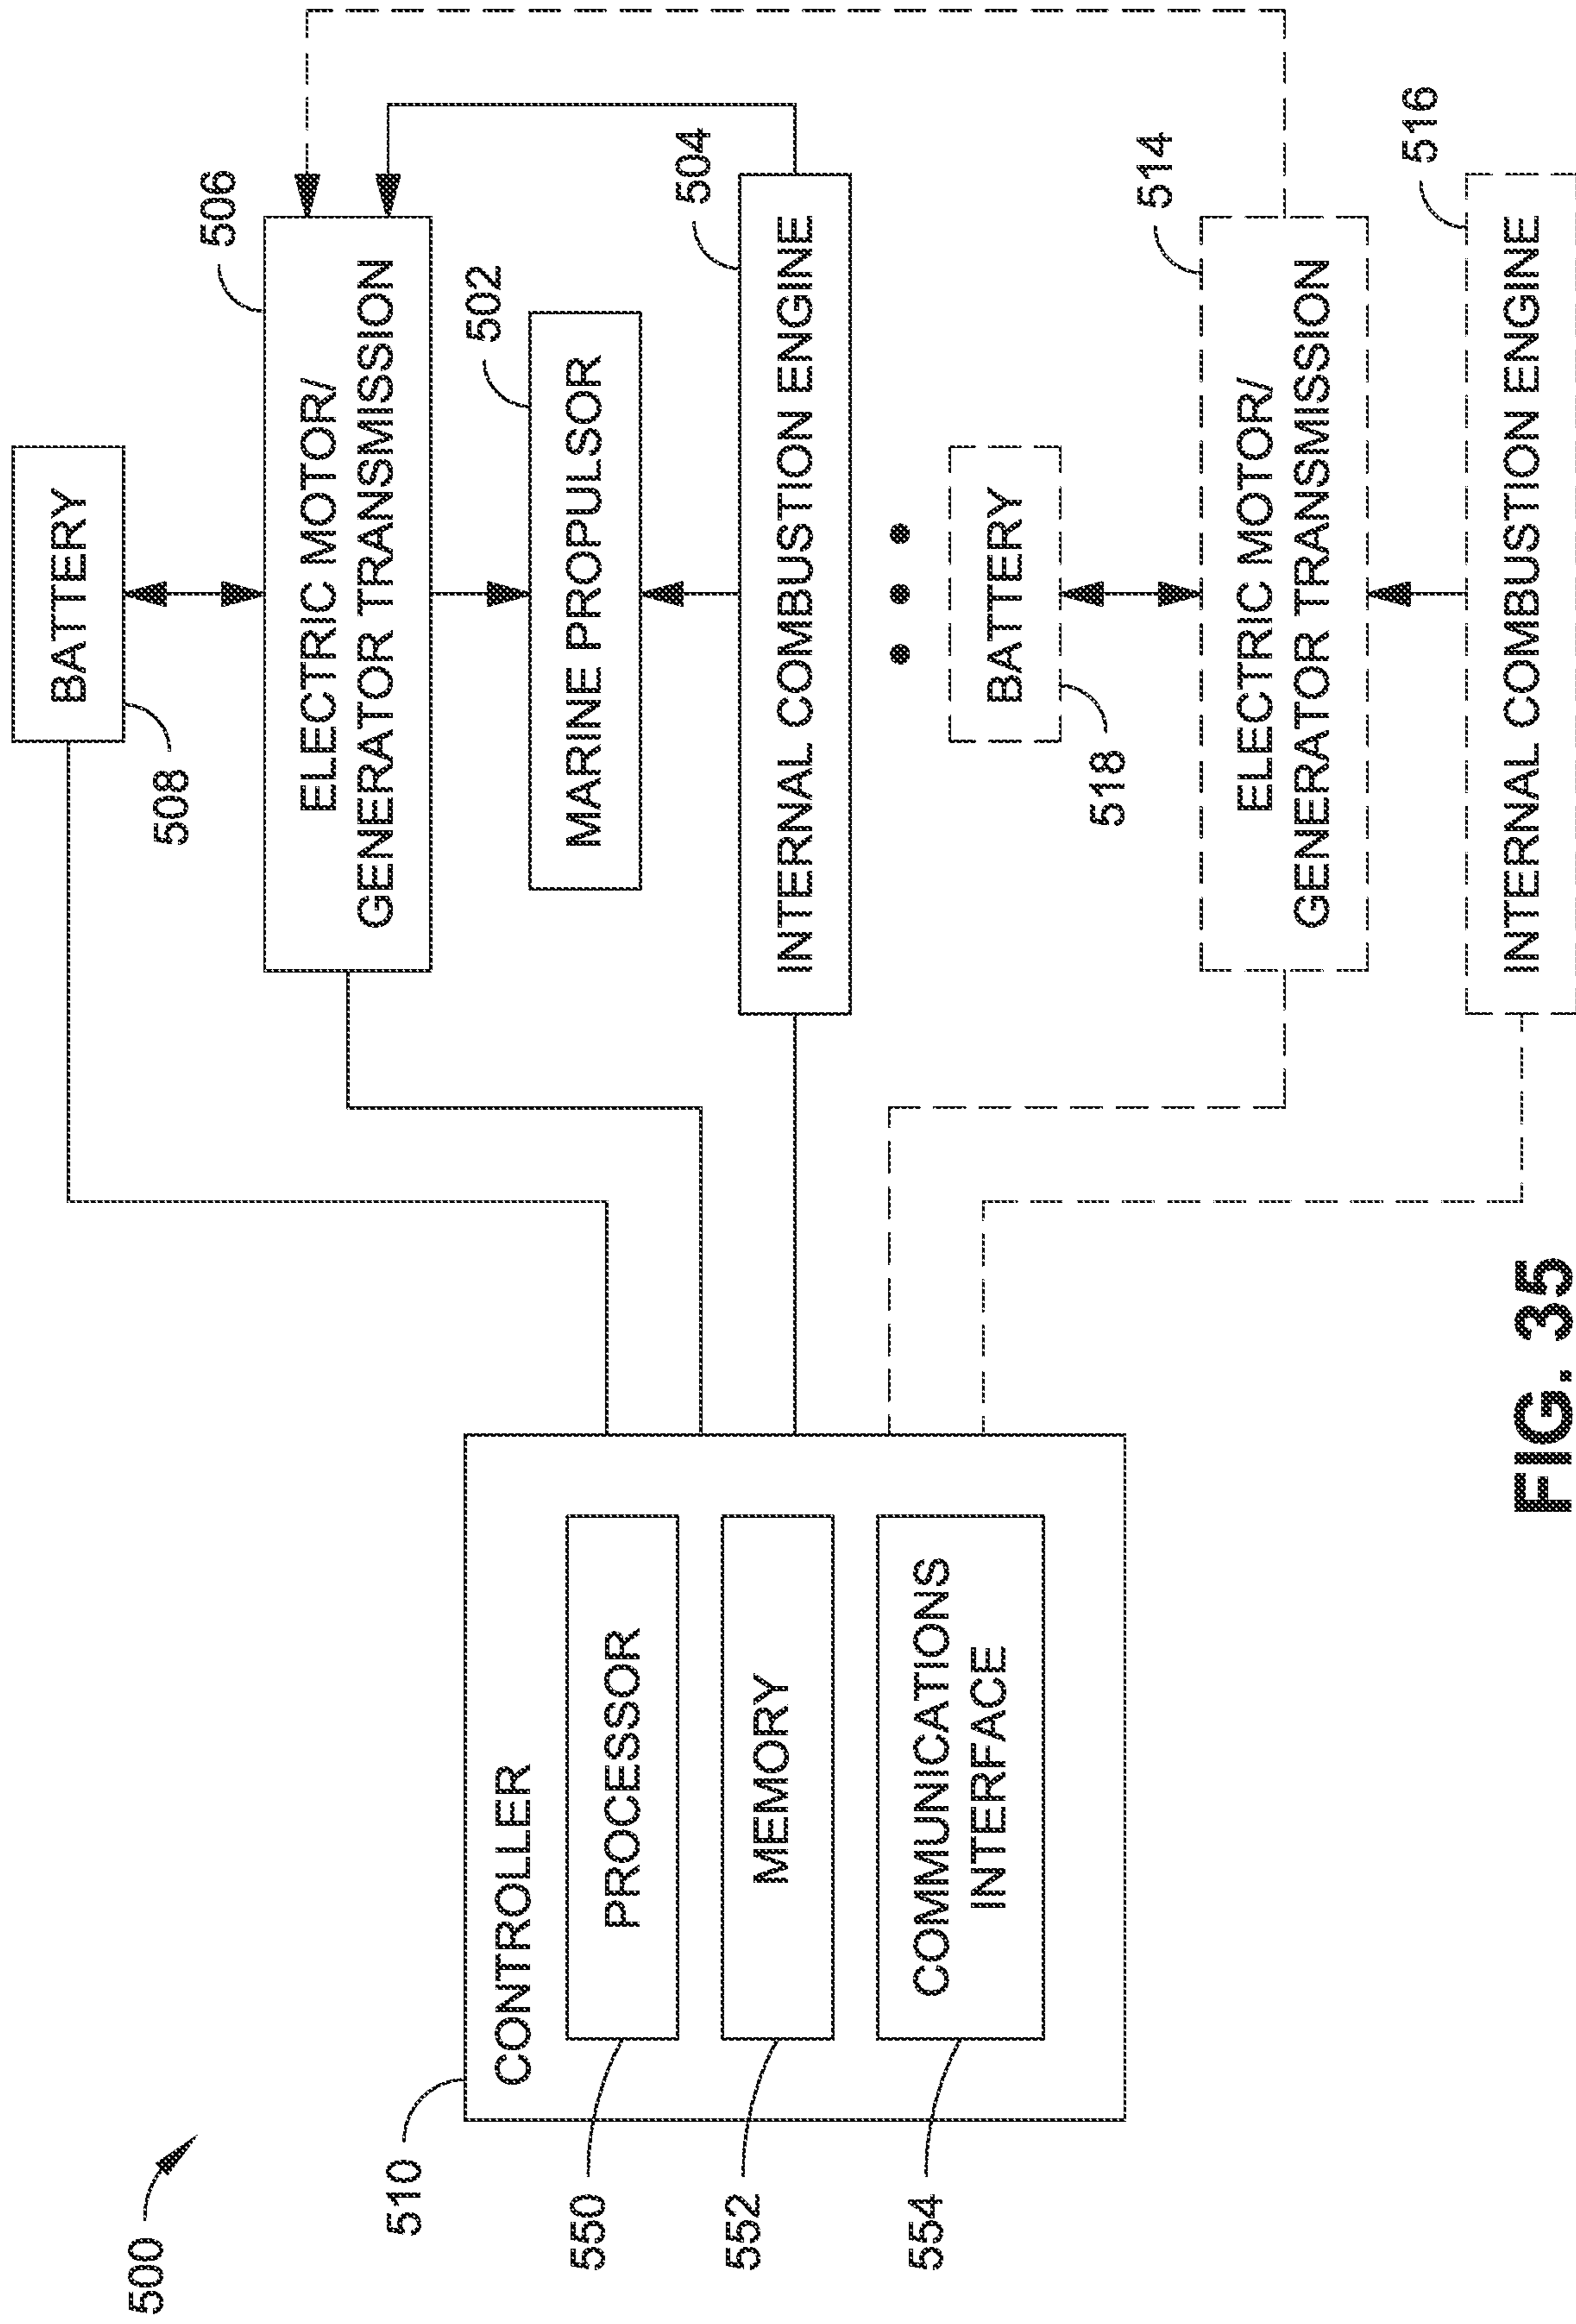 500
510
CONTROLLER
550
PROCESSOR
552
MEMORY
554
COMMUNICATIONS
INTERFACE
BATTERY
508
506
ELECTRIC MOTOR/
GENERATOR TRANSMISSION
502
MARINE PROPULSOR
504
INTERNAL COMBUSTION ENGINE
BATTERY
518
514
ELECTRIC MOTOR/
GENERATOR TRANSMISSION
516
INTERNAL COMBUSTION ENGINE
FIG. 35